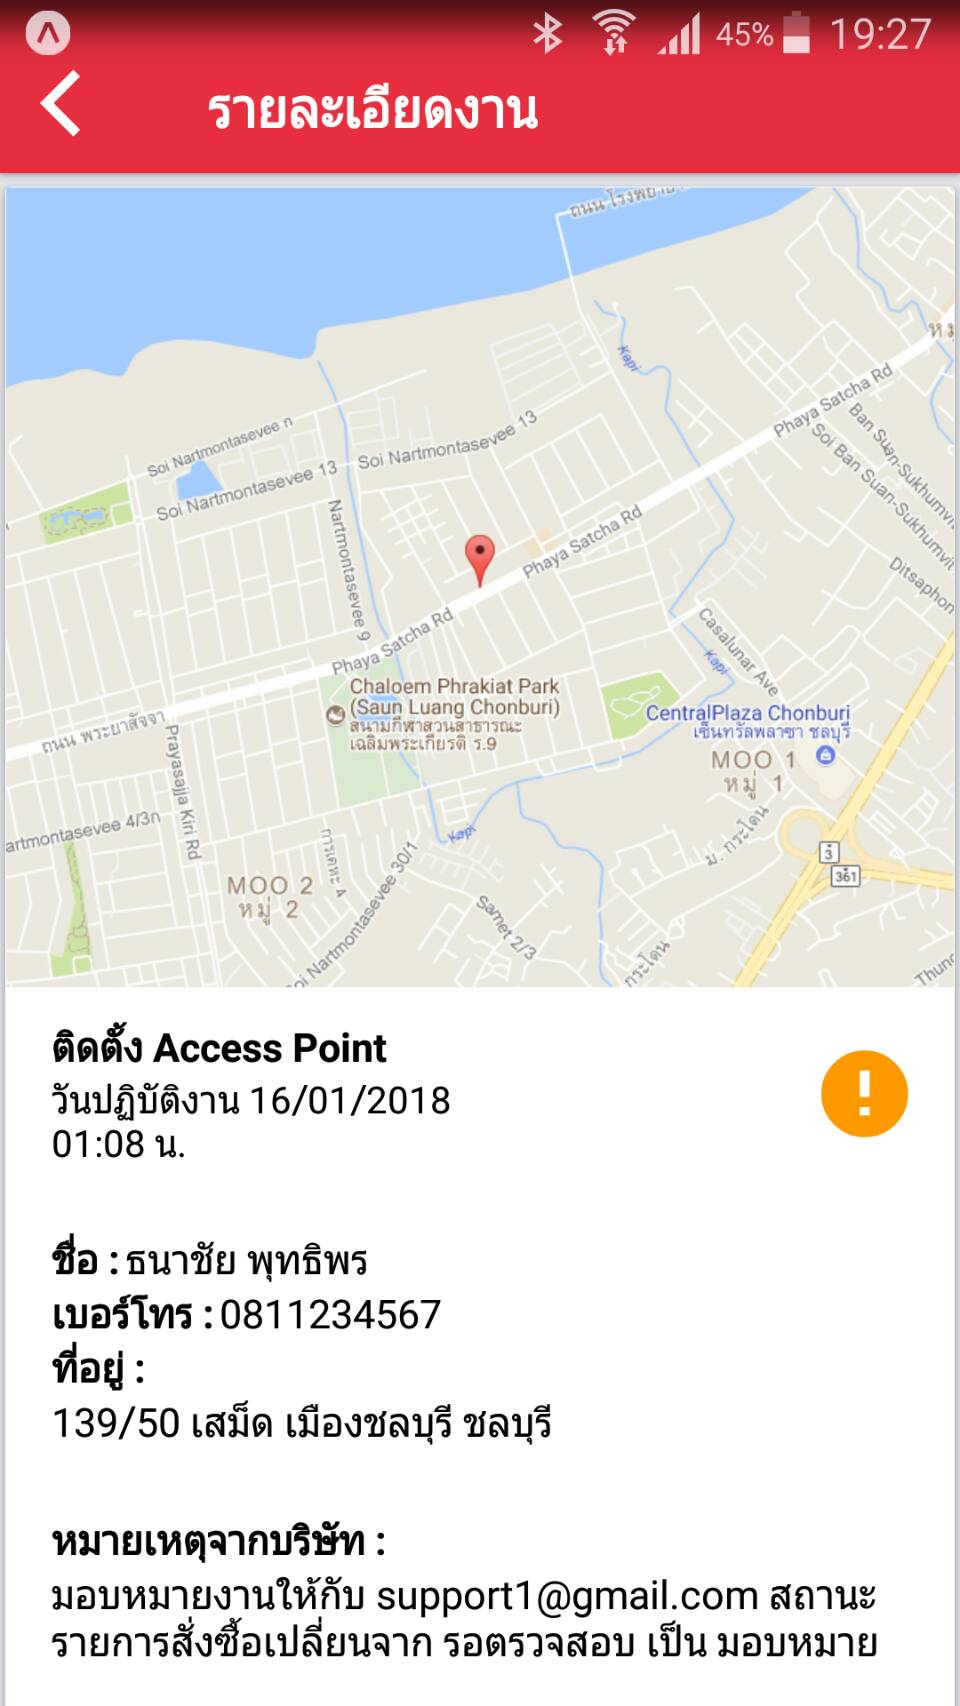 45% 19:27
รายละเอียดงาน
Kapi
Phaya Satcha Rd
Ban Suan-Sukhumvit
Soi Ban Suan-Sukhumvit
Soi Nartmontasevee ก
Soi Nartmontasevee 13
Soi Nartmontasevee 13
Nartmontasevee 9
Phaya Satcha Rd
Ditsaphon
Phaya Satcha Rd
Casalunar Ave
Kapi
Chaloem Phrakiat Park
(Saun Luang Chonburi)
สนามกีฬาสวนสาธารณะ
เฉลิมพระเกียรติ ร.9
CentralPlaza Chonburi
เซ็นทรัลพลาซา ชลบุรี
ถนน พระยาสัจจา
Prayasajja Kiri Rd
MOO 1
หมู่ 1
artmontasevee 4/3ก
การเคหะ 4
Kapi
ม. กระโดน
3
361
MOO 2
หมู่ 2
oi Nartmontasevee 30/1
Samet 2/3
กระโดน
Thung
ติดตั้ง Access Point
วันปฏิบัติงาน 16/01/2018
01:08 น.
ชื่อ : ธนาชัย พุทธิพร
เบอร์โทร : 0811234567
ที่อยู่ :
139/50 เสม็ด เมืองชลบุรี ชลบุรี
หมายเหตุจากบริษัท :
มอบหมายงานให้กับ support1@gmail.com สถานะ
รายการสั่งซื้อเปลี่ยนจาก รอตรวจสอบ เป็น มอบหมาย